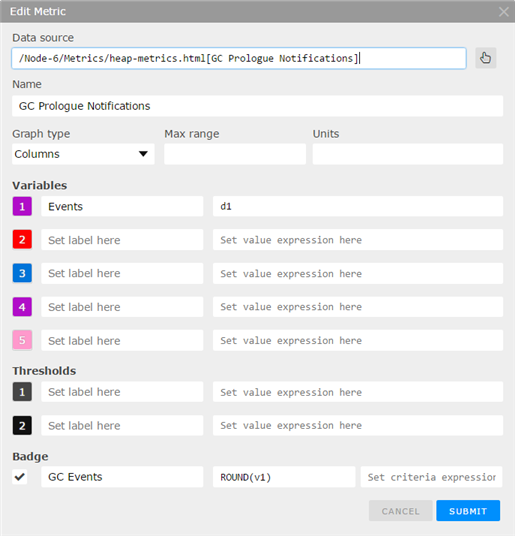 Edit Metric
Data source
/Node-6/Metrics/heap-metrics.html[GC Prologue Notifications]
Name
GC Prologue Notifications
Graph type Max range Units
Columns
Variables
1 Events d1
2 Set label here Set value expression here
3 Set label here Set value expression here
4 Set label here Set value expression here
5 Set label here Set value expression here
Thresholds
1 Set label here Set value expression here
2 Set label here Set value expression here
Badge
GC Events ROUND(v1) Set criteria expression
CANCEL SUBMIT